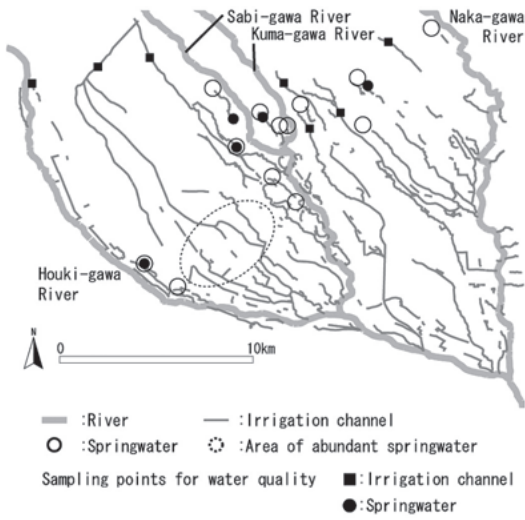 Sabi-gawa River
Kuma-gawa River
Naka-gawa
River
Houki-gawa
River
N
0 10km
:River :Irrigation channel
:Springwater :Area of abundant springwater
Sampling points for water quality :Irrigation channel
:Springwater